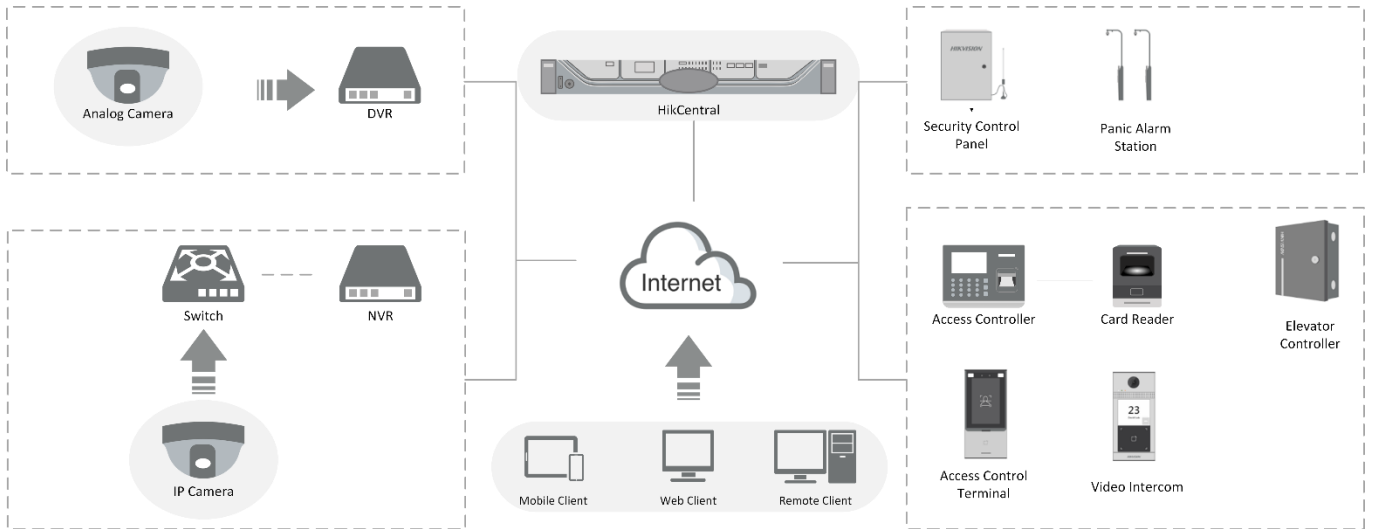 Analog Camera
DVR
HikCentral
HIKVISION
Security Control
Panel
Panic Alarm
Station
Switch
NVR
Internet
Access Controller
Card Reader
Elevator
Controller
IP Camera
Mobile Client
Web Client
Remote Client
Access Control
Terminal
23
Video Intercom